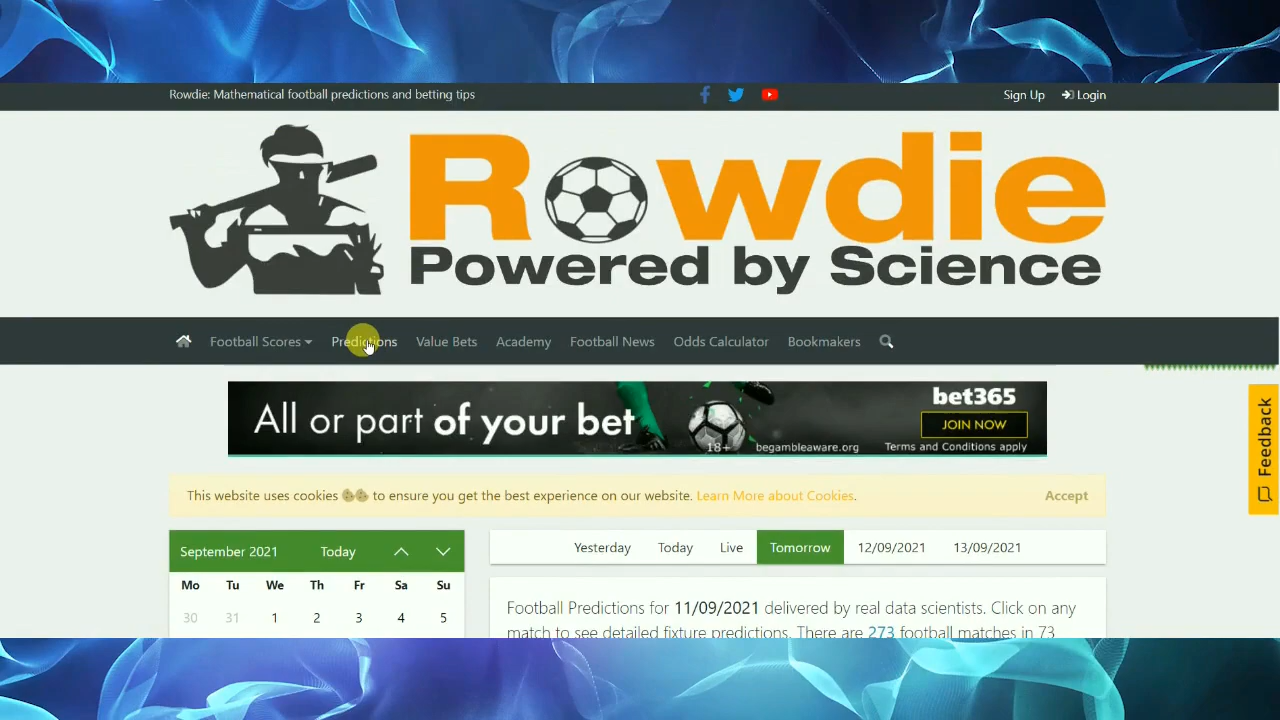 Rowdie: Mathematical football predictions and betting tips
Sign Up Login
Rowdie
Powered by Science
Football Scores Predictions Value Bets Academy Football News Odds Calculator Bookmakers
All or part of your bet
bet365
JOIN NOW
18+ begambleaware.org Terms and Conditions apply
Feedback
This website uses cookies to ensure you get the best experience on our website. Learn More about Cookies. Accept
September 2021 Today
Yesterday Today Live Tomorrow 12/09/2021 13/09/2021
Mo Tu We Th Fr Sa Su
30 31 1 2 3 4 5
Football Predictions for 11/09/2021 delivered by real data scientists. Click on any
match to see detailed fixture predictions. There are 273 football matches in 73